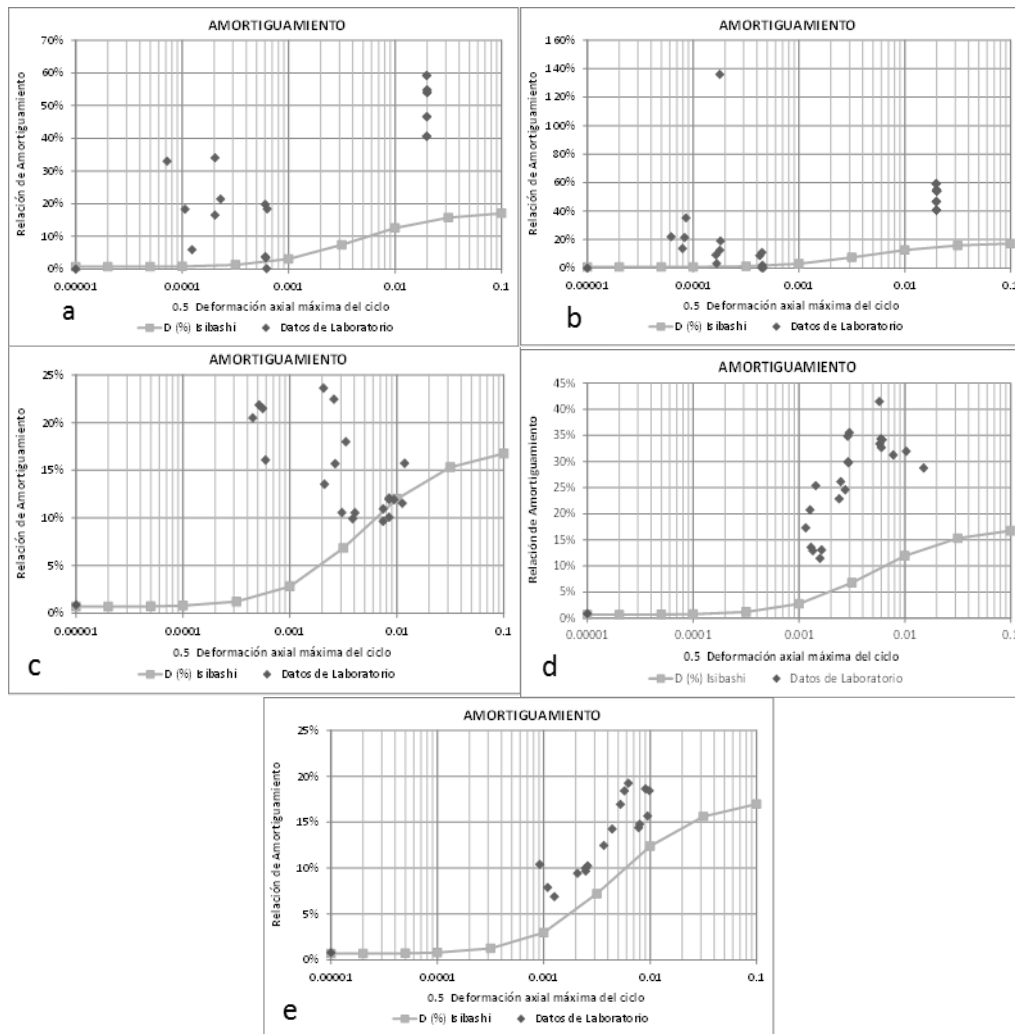 AMORTIGUAMIENTO
70%
60%
50%
40%
30%
20%
10%
0%
Relación de Amortiguamiento
0.00001 0.0001 0.001 0.01 0.1
0.5 Deformación axial máxima del ciclo
D (%) Isibashi Datos de Laboratorio
a
AMORTIGUAMIENTO
160%
140%
120%
100%
80%
60%
40%
20%
0%
Relación de Amortiguamiento
0.00001 0.0001 0.001 0.01 0.1
0.5 Deformación axial máxima del ciclo
D (%) Isibashi Datos de Laboratorio
b
AMORTIGUAMIENTO
25%
20%
15%
10%
5%
0%
Relación de Amortiguamiento
0.00001 0.0001 0.001 0.01 0.1
0.5 Deformación axial máxima del ciclo
D (%) Isibashi Datos de Laboratorio
c
AMORTIGUAMIENTO
45%
40%
35%
30%
25%
20%
15%
10%
5%
0%
Relación de Amortiguamiento
0.00001 0.0001 0.001 0.01 0.1
0.5 Deformación axial máxima del ciclo
D (%) Isibashi Datos de Laboratorio
d
AMORTIGUAMIENTO
25%
20%
15%
10%
5%
0%
Relación de Amortiguamiento
0.00001 0.0001 0.001 0.01 0.1
0.5 Deformación axial máxima del ciclo
D (%) Isibashi Datos de Laboratorio
e